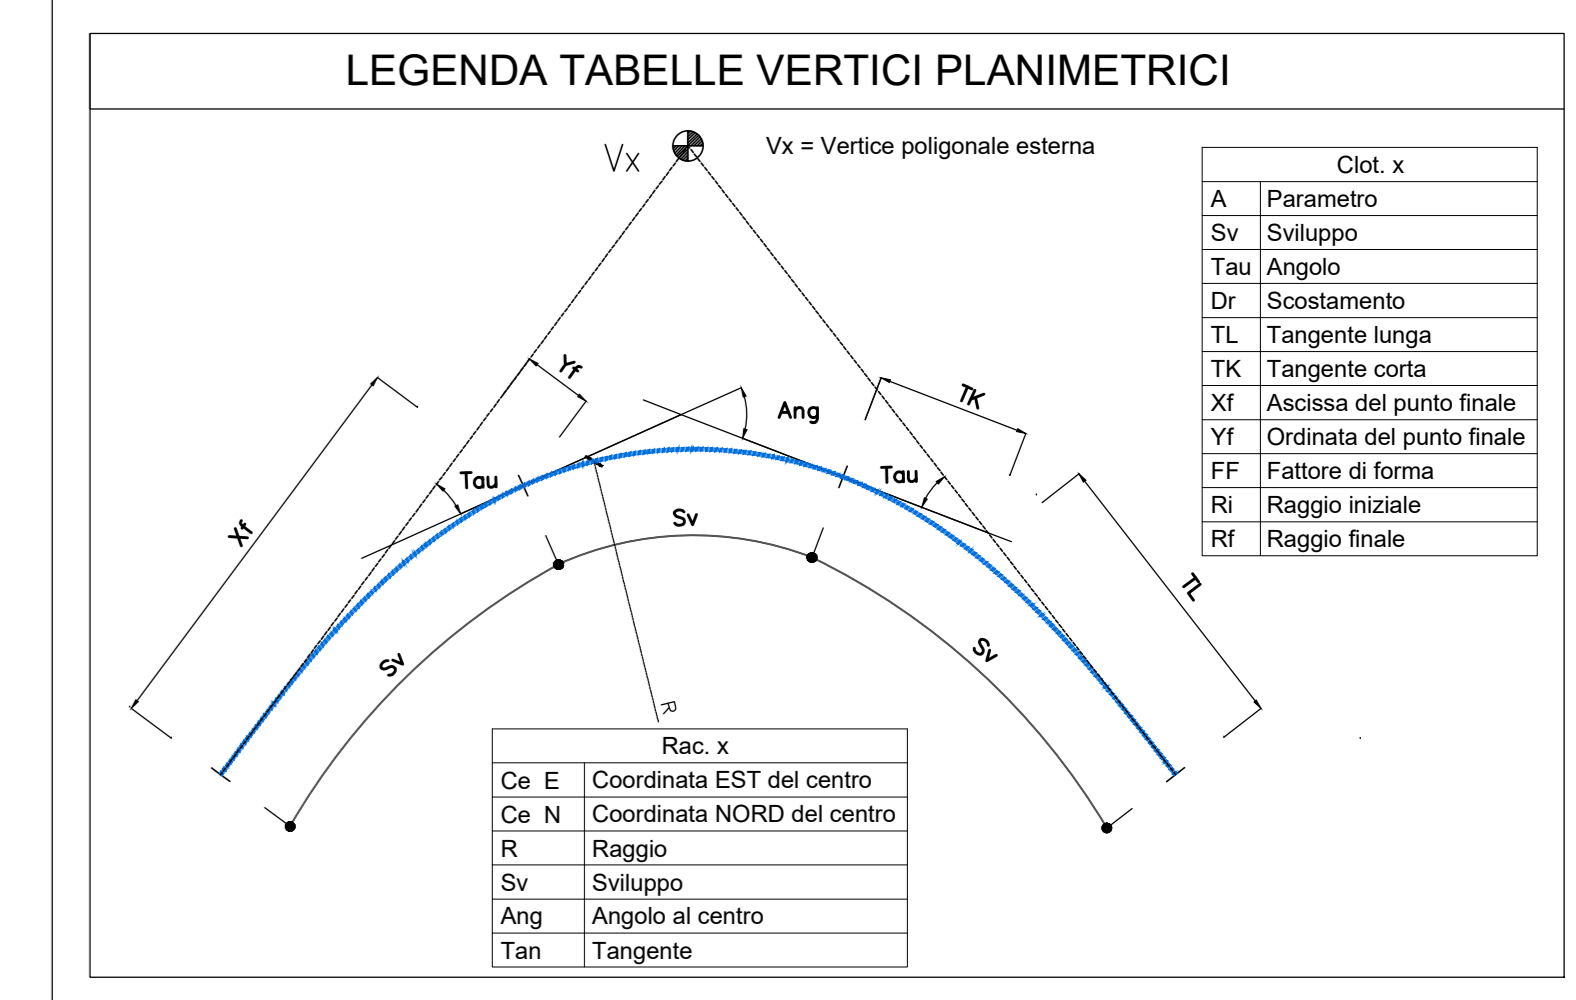 LEGENDA TABELLE VERTICI PLANIMETRICI
Vx
Vx = Vertice poligonale esterna
Clot. x
A Parametro
Sv Sviluppo
Tau Angolo
Dr Scostamento
TL Tangente lunga
TK Tangente corta
Xf Ascissa del punto finale
Yf Ordinata del punto finale
FF Fattore di forma
Ri Raggio iniziale
Rf Raggio finale
Yf
TK
Ang
Tau
Tau
Xf
Sv
TL
Sv
Sv
R
Rac. x
Ce E Coordinata EST del centro
Ce N Coordinata NORD del centro
R Raggio
Sv Sviluppo
Ang Angolo al centro
Tan Tangente